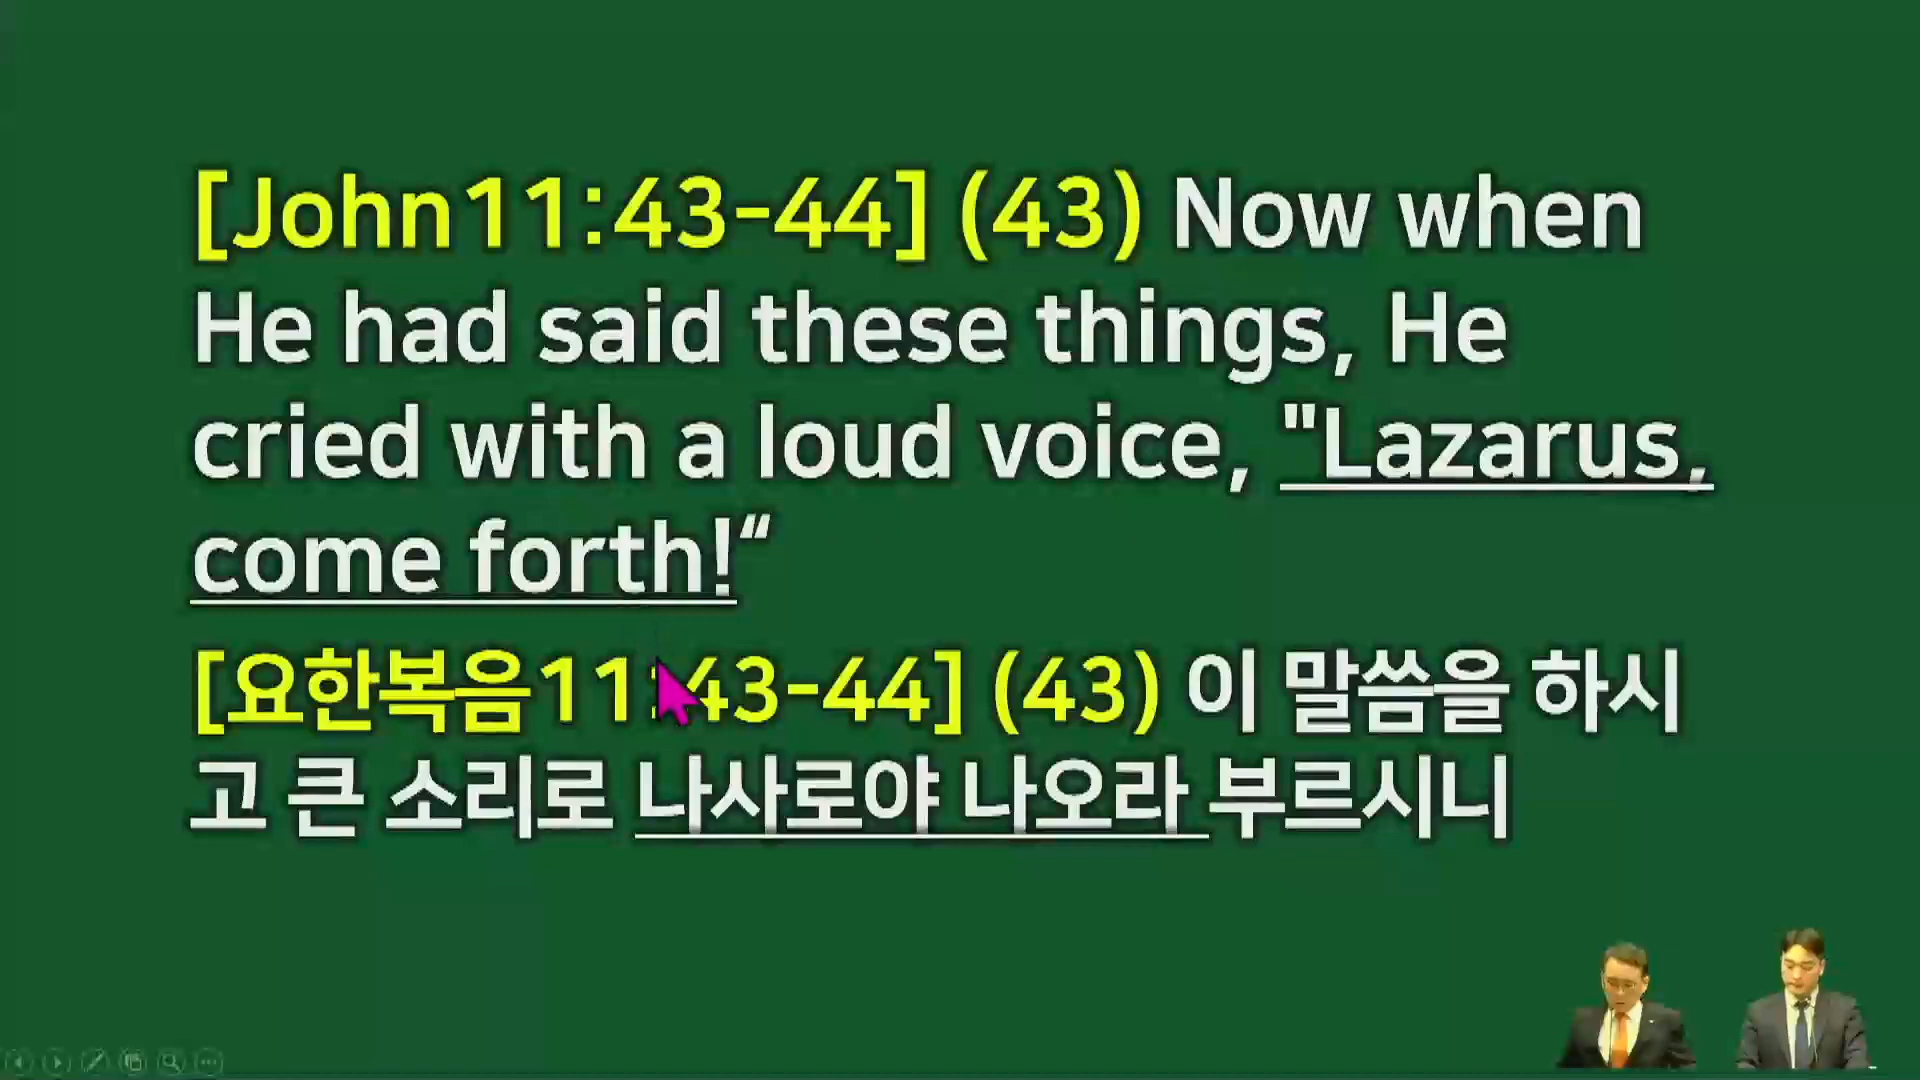 [John11:43-44] (43) Now when
He had said these things, He
cried with a loud voice, "Lazarus,
come forth!“
[요한복음11:43-44] (43) 이 말씀을 하시
고 큰 소리로 나사로야 나오라 부르시니